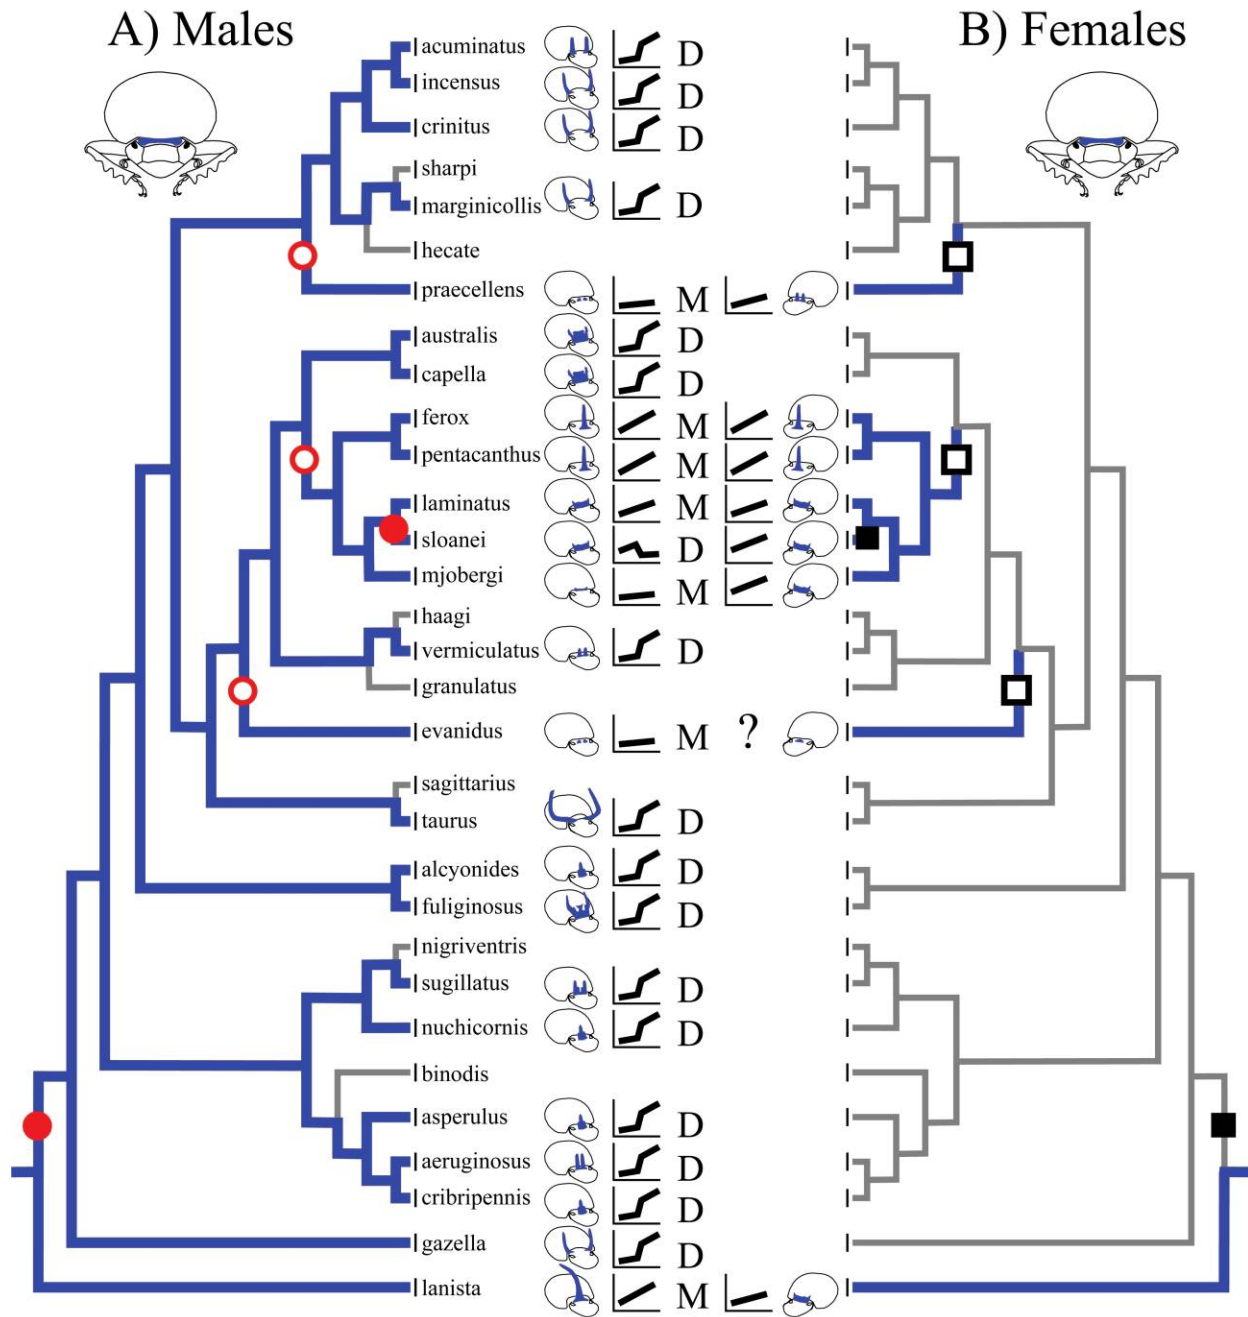 A) Males
B) Females
acuminatus D
incensus D
crinitus D
sharpi
marginicollis D
hecate
praecellens M
australis D
capella D
ferox M
pentacanthus M
laminatus M
sloanei D
mjobergi M
haagi
vermiculatus D
granulatus
evanidus M ?
sagittarius
taurus D
alcyonides D
fuliginosus D
nigriventris
sugillatus D
nuchicornis D
binodis
asperulus D
aeruginosus D
cribripennis D
gazella D
lanista M